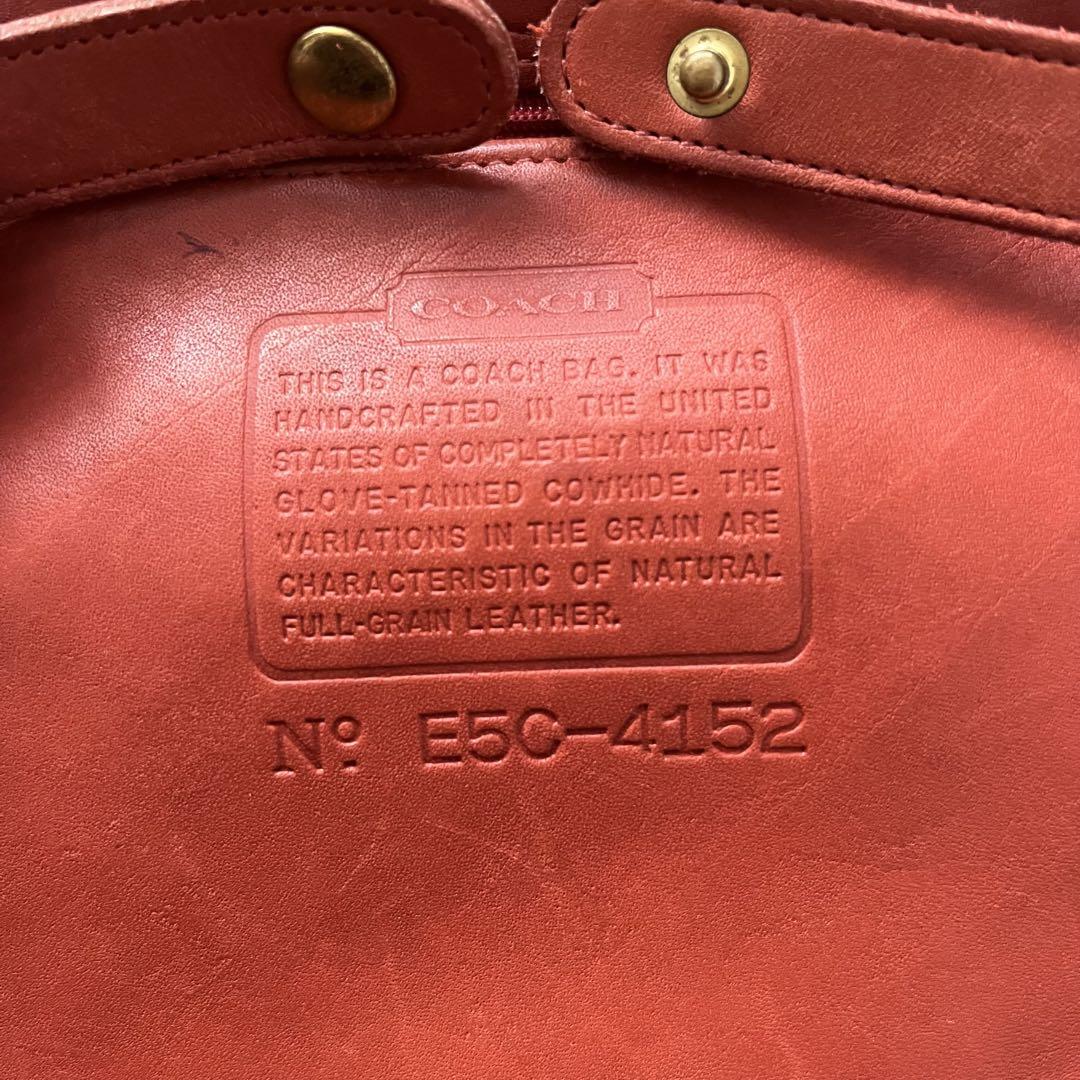 COACH
THIS IS A COACH BAG. IT WAS
HANDCRAFTED IN THE UNITED
STATES OF COMPLETELY NATURAL
GLOVE-TANNED COWHIDE. THE
VARIATIONS IN THE GRAIN ARE
CHARACTERISTIC OF NATURAL
FULL-GRAIN LEATHER.
Nº E5C-4152